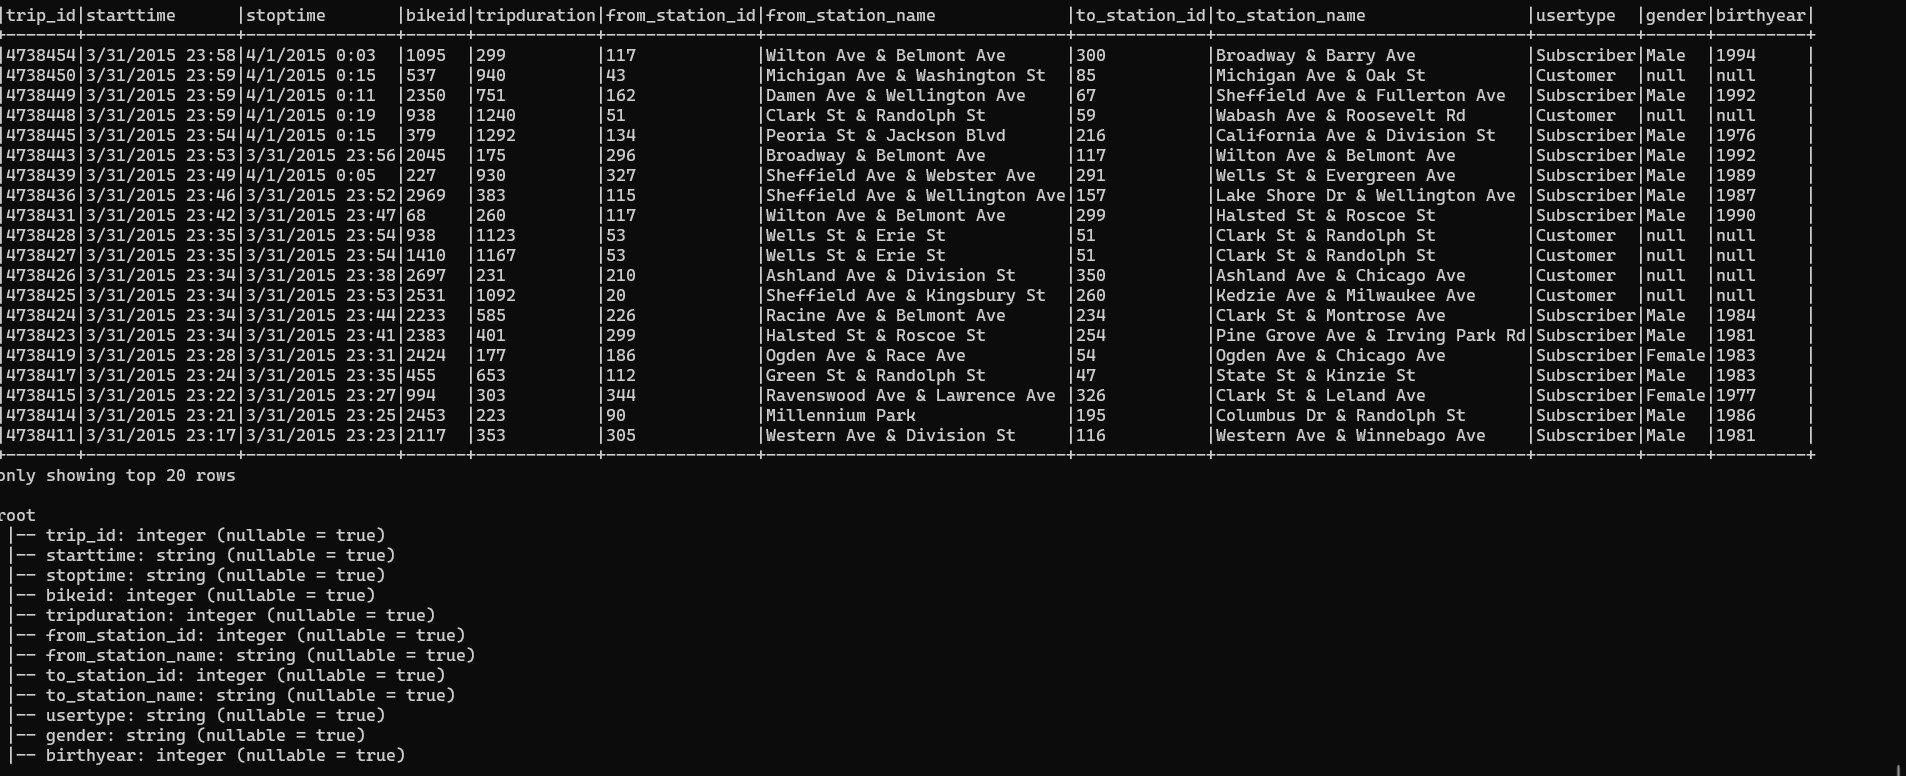 |trip_id|starttime      |stoptime       |bikeid|tripduration|from_station_id|from_station_name             |to_station_id|to_station_name               |usertype  |gender|birthyear|
+-------+---------------+---------------+------+------------+---------------+------------------------------+-------------+-------------------------------+----------+------+---------+
|4738454|3/31/2015 23:58|4/1/2015 0:03  |1095  |299         |117            |Wilton Ave & Belmont Ave      |300          |Broadway & Barry Ave           |Subscriber|Male  |1994     |
|4738450|3/31/2015 23:59|4/1/2015 0:15  |537   |940         |43             |Michigan Ave & Washington St  |85           |Michigan Ave & Oak St          |Customer  |null  |null     |
|4738449|3/31/2015 23:59|4/1/2015 0:11  |2350  |751         |162            |Damen Ave & Wellington Ave    |67           |Sheffield Ave & Fullerton Ave  |Subscriber|Male  |1992     |
|4738448|3/31/2015 23:59|4/1/2015 0:19  |938   |1240        |51             |Clark St & Randolph St        |59           |Wabash Ave & Roosevelt Rd      |Customer  |null  |null     |
|4738445|3/31/2015 23:54|4/1/2015 0:15  |379   |1292        |134            |Peoria St & Jackson Blvd      |216          |California Ave & Division St   |Subscriber|Male  |1976     |
|4738443|3/31/2015 23:53|3/31/2015 23:56|2045  |175         |296            |Broadway & Belmont Ave        |117          |Wilton Ave & Belmont Ave       |Subscriber|Male  |1992     |
|4738439|3/31/2015 23:49|4/1/2015 0:05  |227   |930         |327            |Sheffield Ave & Webster Ave   |291          |Wells St & Evergreen Ave       |Subscriber|Male  |1989     |
|4738436|3/31/2015 23:46|3/31/2015 23:52|2969  |383         |115            |Sheffield Ave & Wellington Ave|157          |Lake Shore Dr & Wellington Ave |Subscriber|Male  |1987     |
|4738431|3/31/2015 23:42|3/31/2015 23:47|68    |260         |117            |Wilton Ave & Belmont Ave      |299          |Halsted St & Roscoe St         |Subscriber|Male  |1990     |
|4738428|3/31/2015 23:35|3/31/2015 23:54|938   |1123        |53             |Wells St & Erie St            |51           |Clark St & Randolph St         |Customer  |null  |null     |
|4738427|3/31/2015 23:35|3/31/2015 23:54|1410  |1167        |53             |Wells St & Erie St            |51           |Clark St & Randolph St         |Customer  |null  |null     |
|4738426|3/31/2015 23:34|3/31/2015 23:38|2697  |231         |210            |Ashland Ave & Division St     |350          |Ashland Ave & Chicago Ave      |Customer  |null  |null     |
|4738425|3/31/2015 23:34|3/31/2015 23:53|2531  |1092        |20             |Sheffield Ave & Kingsbury St  |260          |Kedzie Ave & Milwaukee Ave     |Customer  |null  |null     |
|4738424|3/31/2015 23:34|3/31/2015 23:44|2233  |585         |226            |Racine Ave & Belmont Ave      |234          |Clark St & Montrose Ave        |Subscriber|Male  |1984     |
|4738423|3/31/2015 23:34|3/31/2015 23:41|2383  |401         |299            |Halsted St & Roscoe St        |254          |Pine Grove Ave & Irving Park Rd|Subscriber|Male  |1981     |
|4738419|3/31/2015 23:28|3/31/2015 23:31|2424  |177         |186            |Ogden Ave & Race Ave          |54           |Ogden Ave & Chicago Ave        |Subscriber|Female|1983     |
|4738417|3/31/2015 23:24|3/31/2015 23:35|455   |653         |112            |Green St & Randolph St        |47           |State St & Kinzie St           |Subscriber|Male  |1983     |
|4738415|3/31/2015 23:22|3/31/2015 23:27|994   |303         |344            |Ravenswood Ave & Lawrence Ave |326          |Clark St & Leland Ave          |Subscriber|Female|1977     |
|4738414|3/31/2015 23:21|3/31/2015 23:25|2453  |223         |90             |Millennium Park               |195          |Columbus Dr & Randolph St      |Subscriber|Male  |1986     |
|4738411|3/31/2015 23:17|3/31/2015 23:23|2117  |353         |305            |Western Ave & Division St     |116          |Western Ave & Winnebago Ave    |Subscriber|Male  |1981     |
+-------+---------------+---------------+------+------------+---------------+------------------------------+-------------+-------------------------------+----------+------+---------+
only showing top 20 rows

root
 |-- trip_id: integer (nullable = true)
 |-- starttime: string (nullable = true)
 |-- stoptime: string (nullable = true)
 |-- bikeid: integer (nullable = true)
 |-- tripduration: integer (nullable = true)
 |-- from_station_id: integer (nullable = true)
 |-- from_station_name: string (nullable = true)
 |-- to_station_id: integer (nullable = true)
 |-- to_station_name: string (nullable = true)
 |-- usertype: string (nullable = true)
 |-- gender: string (nullable = true)
 |-- birthyear: integer (nullable = true)